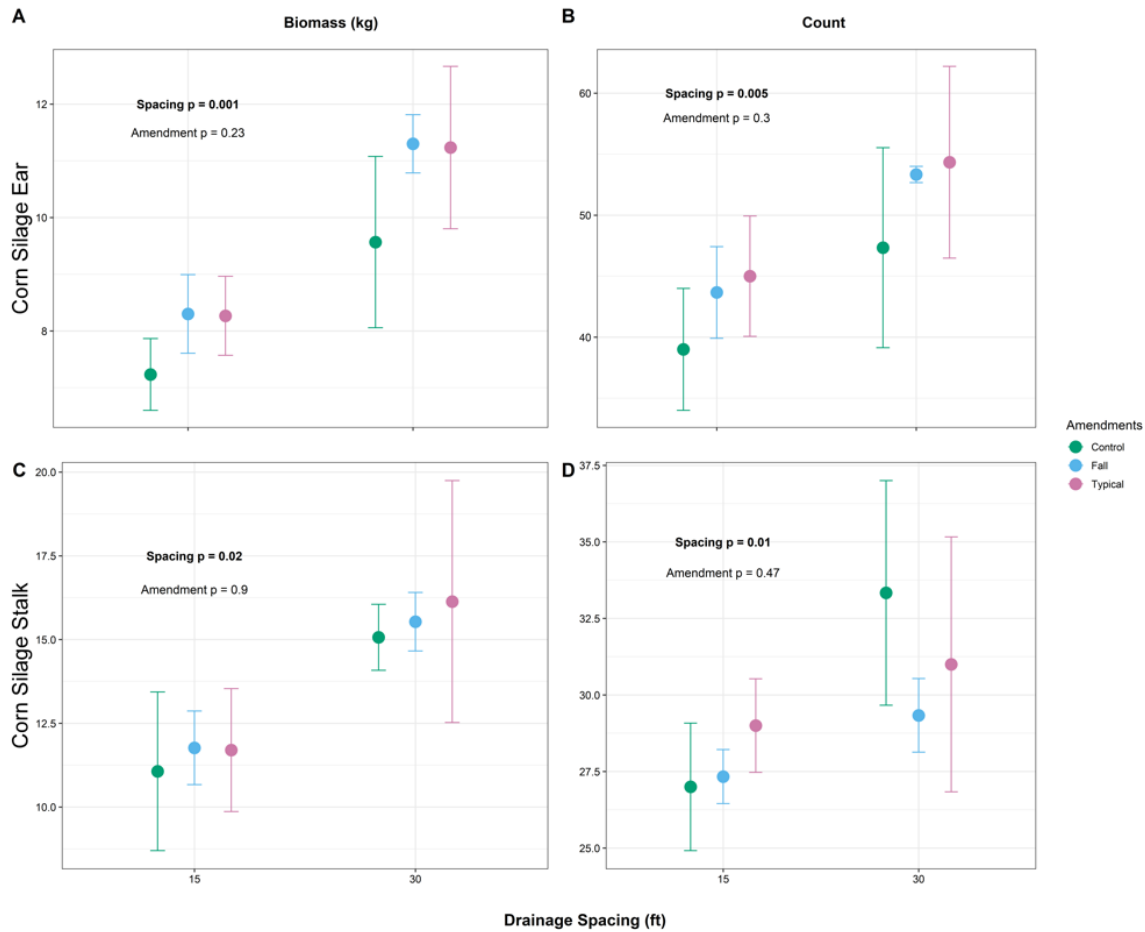 A
Biomass (kg)
B
Count
Corn Silage Ear
12
10
8
Spacing p = 0.001
Amendment p = 0.23
60
50
40
Spacing p = 0.005
Amendment p = 0.3
C
Corn Silage Stalk
20.0
17.5
15.0
12.5
10.0
Spacing p = 0.02
Amendment p = 0.9
15
30
D
37.5
35.0
32.5
30.0
27.5
25.0
Spacing p = 0.01
Amendment p = 0.47
15
30
Amendments
Control
Fall
Typical
Drainage Spacing (ft)